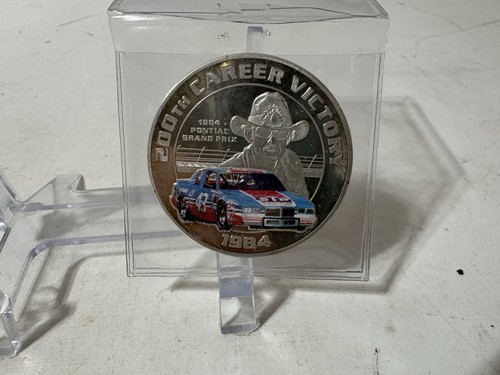 200TH CAREER VICTORY
1984
PONTIAC
GRAND PRIX
43
STP
1984